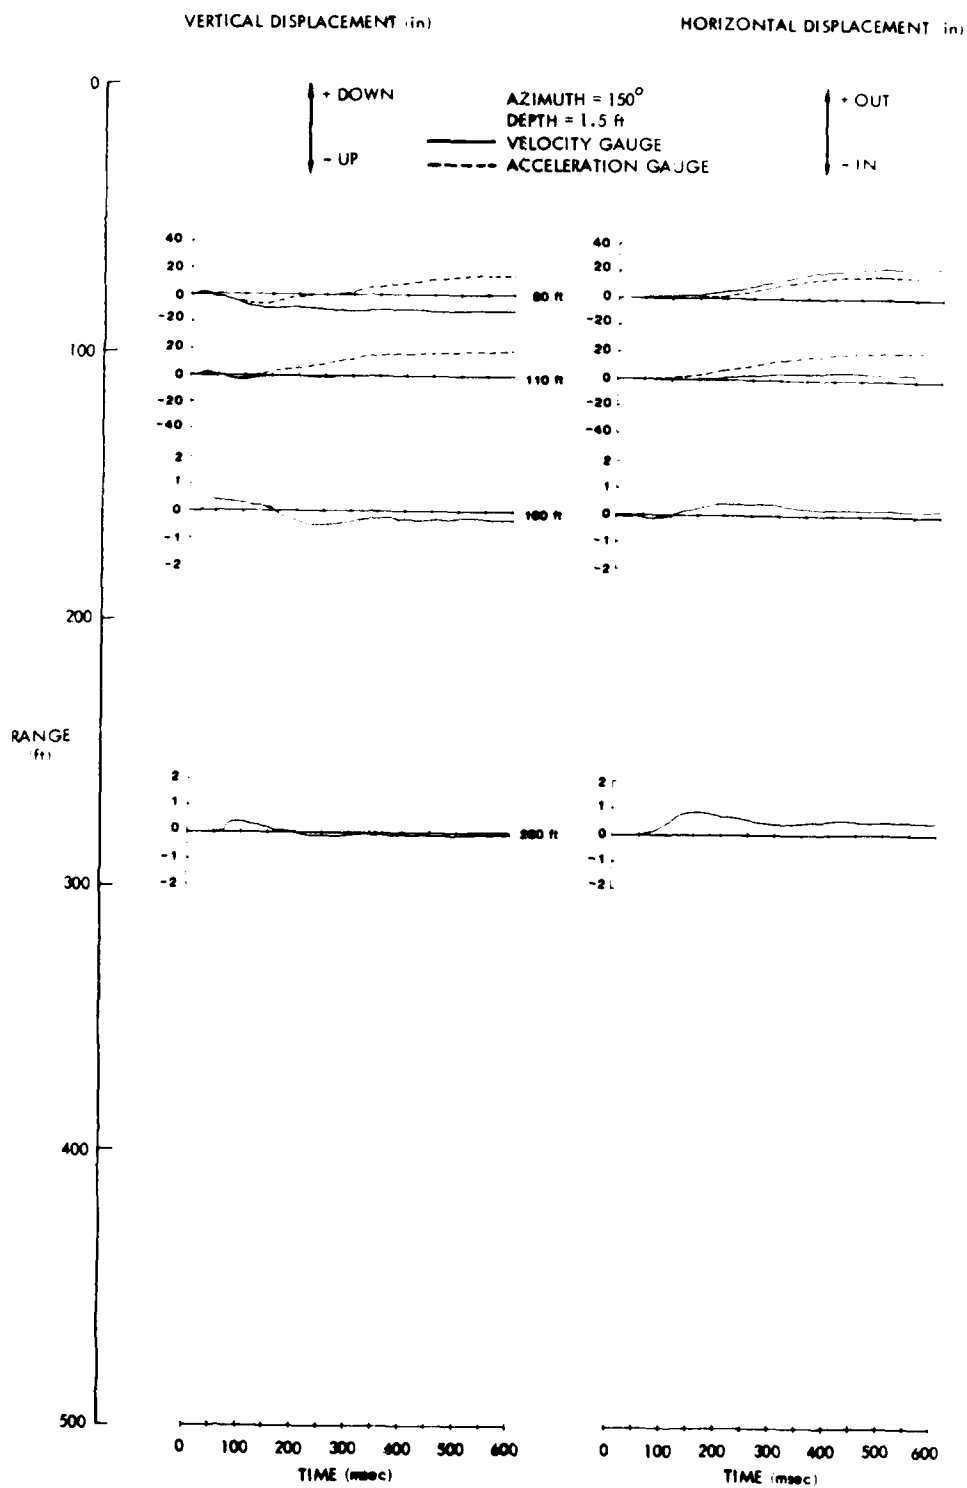 VERTICAL DISPLACEMENT (in)
HORIZONTAL DISPLACEMENT in)
0
+ DOWN
- UP
AZIMUTH = 150°
DEPTH = 1.5 ft
VELOCITY GAUGE
ACCELERATION GAUGE
+ OUT
- IN
40
20
0
-20
80 ft
40
20
0
-20
100
20
0
-20
-40
110 ft
20
0
-20
-40
2
1
0
-1
-2
160 ft
2
1
0
-1
-2
200
RANGE
(ft)
2
1
0
-1
-2
280 ft
2
1
0
-1
-2
300
400
500
0 100 200 300 400 500 600
TIME (msec)
0 100 200 300 400 500 600
TIME (msec)